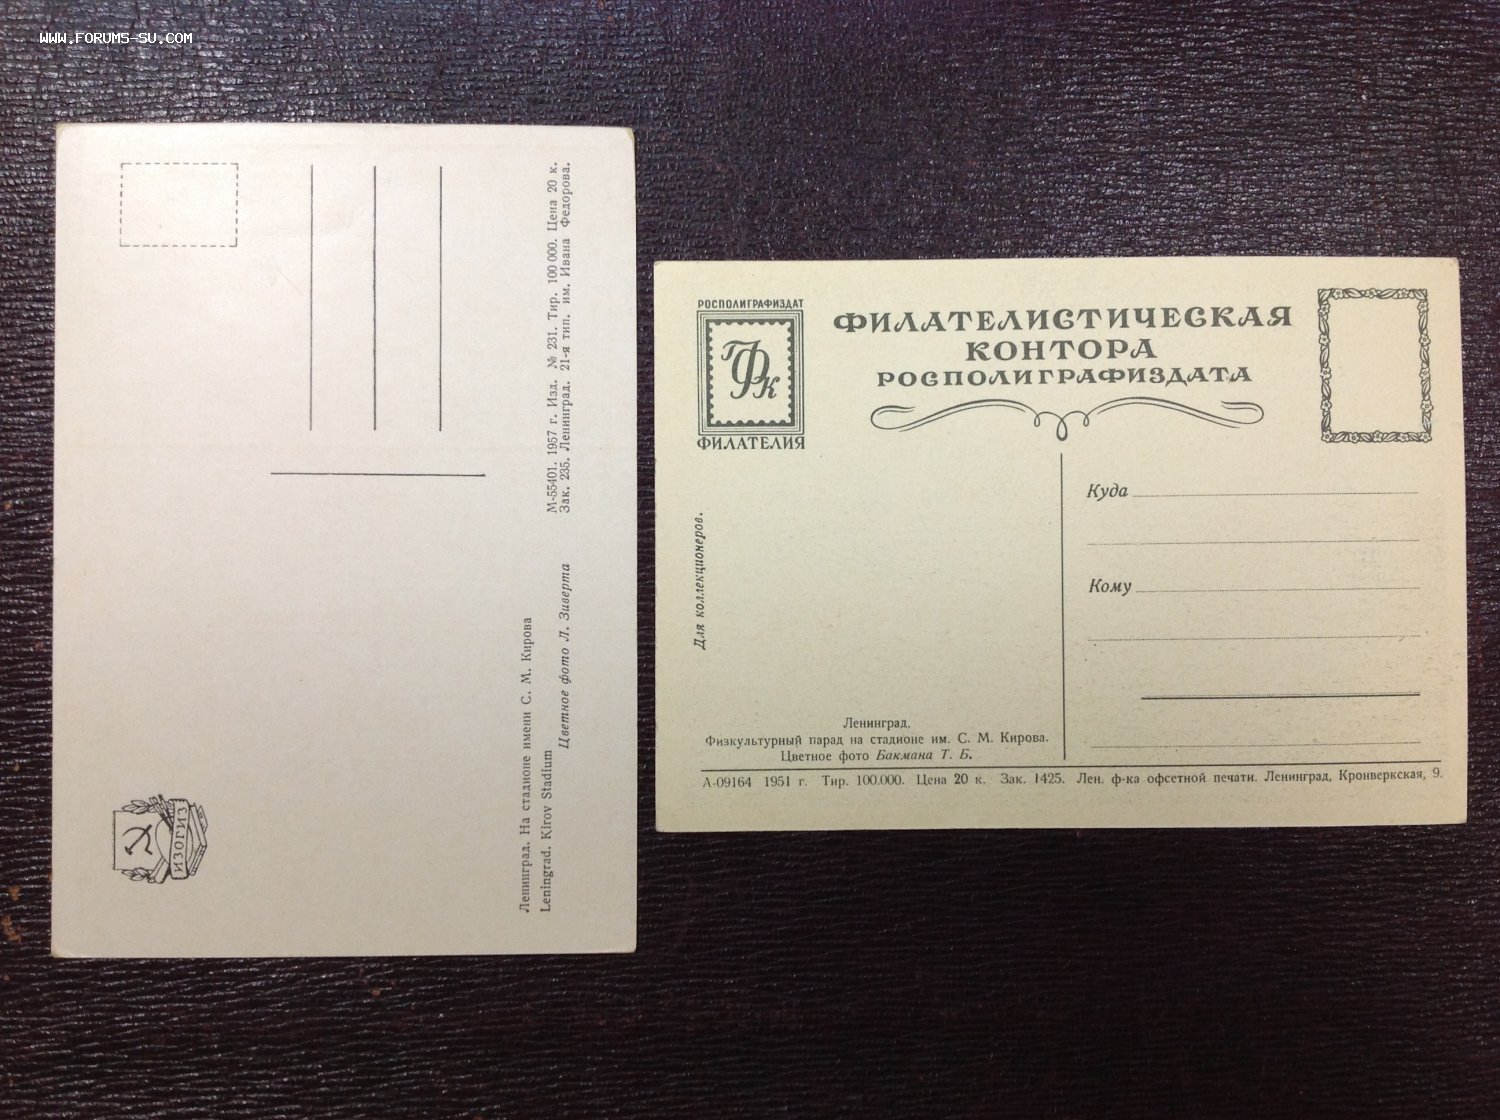 WWW.FORUMS-SU.COM
Ленинград. На стадионе имени С. М. Кирова
Leningrad. Kirov Stadium
Цветное фото Л. Зиверта
М-55401. 1957 г. Изд. № 231. Тир. 100 000. Цена 20 к.
Зак. 235. Ленинград. 21-я тип. им. Ивана Федорова.
ИЗОГИЗ
РОСПОЛИГРАФИЗДАТ
ГФК
ФИЛАТЕЛИЯ
ФИЛАТЕЛИСТИЧЕСКАЯ
КОНТОРА
РОСПОЛИГРАФИЗДАТА
Для коллекционеров.
Куда
Кому
Ленинград.
Физкультурный парад на стадионе им. С. М. Кирова.
Цветное фото Бакмана Т. Б.
А-09164 1951 г. Тир. 100.000. Цена 20 к. Зак. 1425. Лен. ф-ка офсетной печати. Ленинград, Кронверкская, 9.